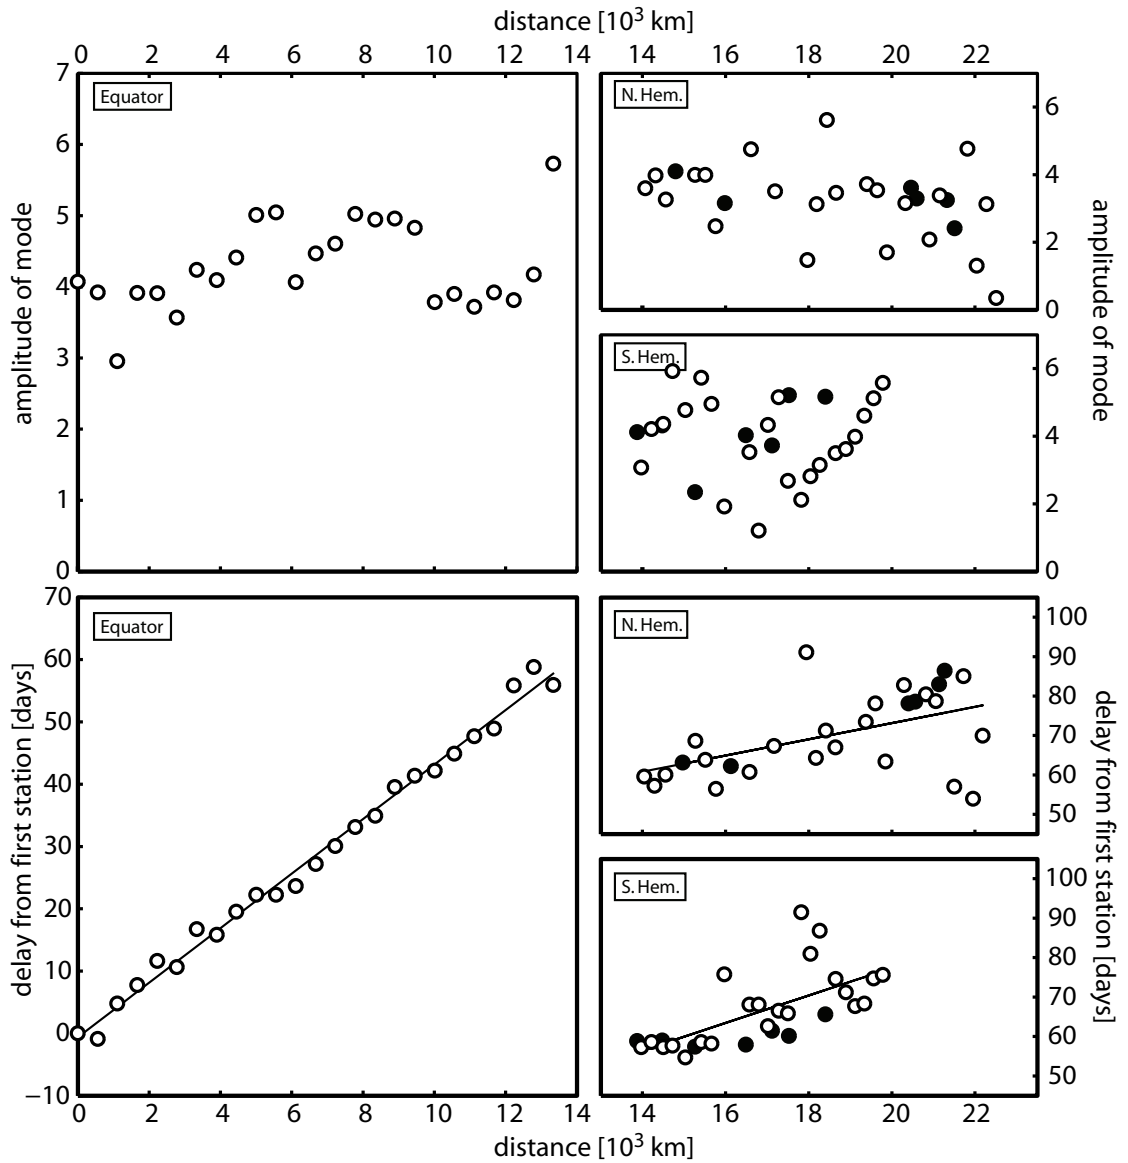 distance [10³ km]
0 2 4 6 8 10 12 14
14 16 18 20 22
7
6
5
4
3
2
1
0
amplitude of mode
Equator
N. Hem.
6
4
2
0
S. Hem.
6
4
2
0
amplitude of mode
70
60
50
40
30
20
10
0
−10
delay from first station [days]
Equator
N. Hem.
100
90
80
70
60
50
S. Hem.
100
90
80
70
60
50
delay from first station [days]
0 2 4 6 8 10 12 14
14 16 18 20 22
distance [10³ km]